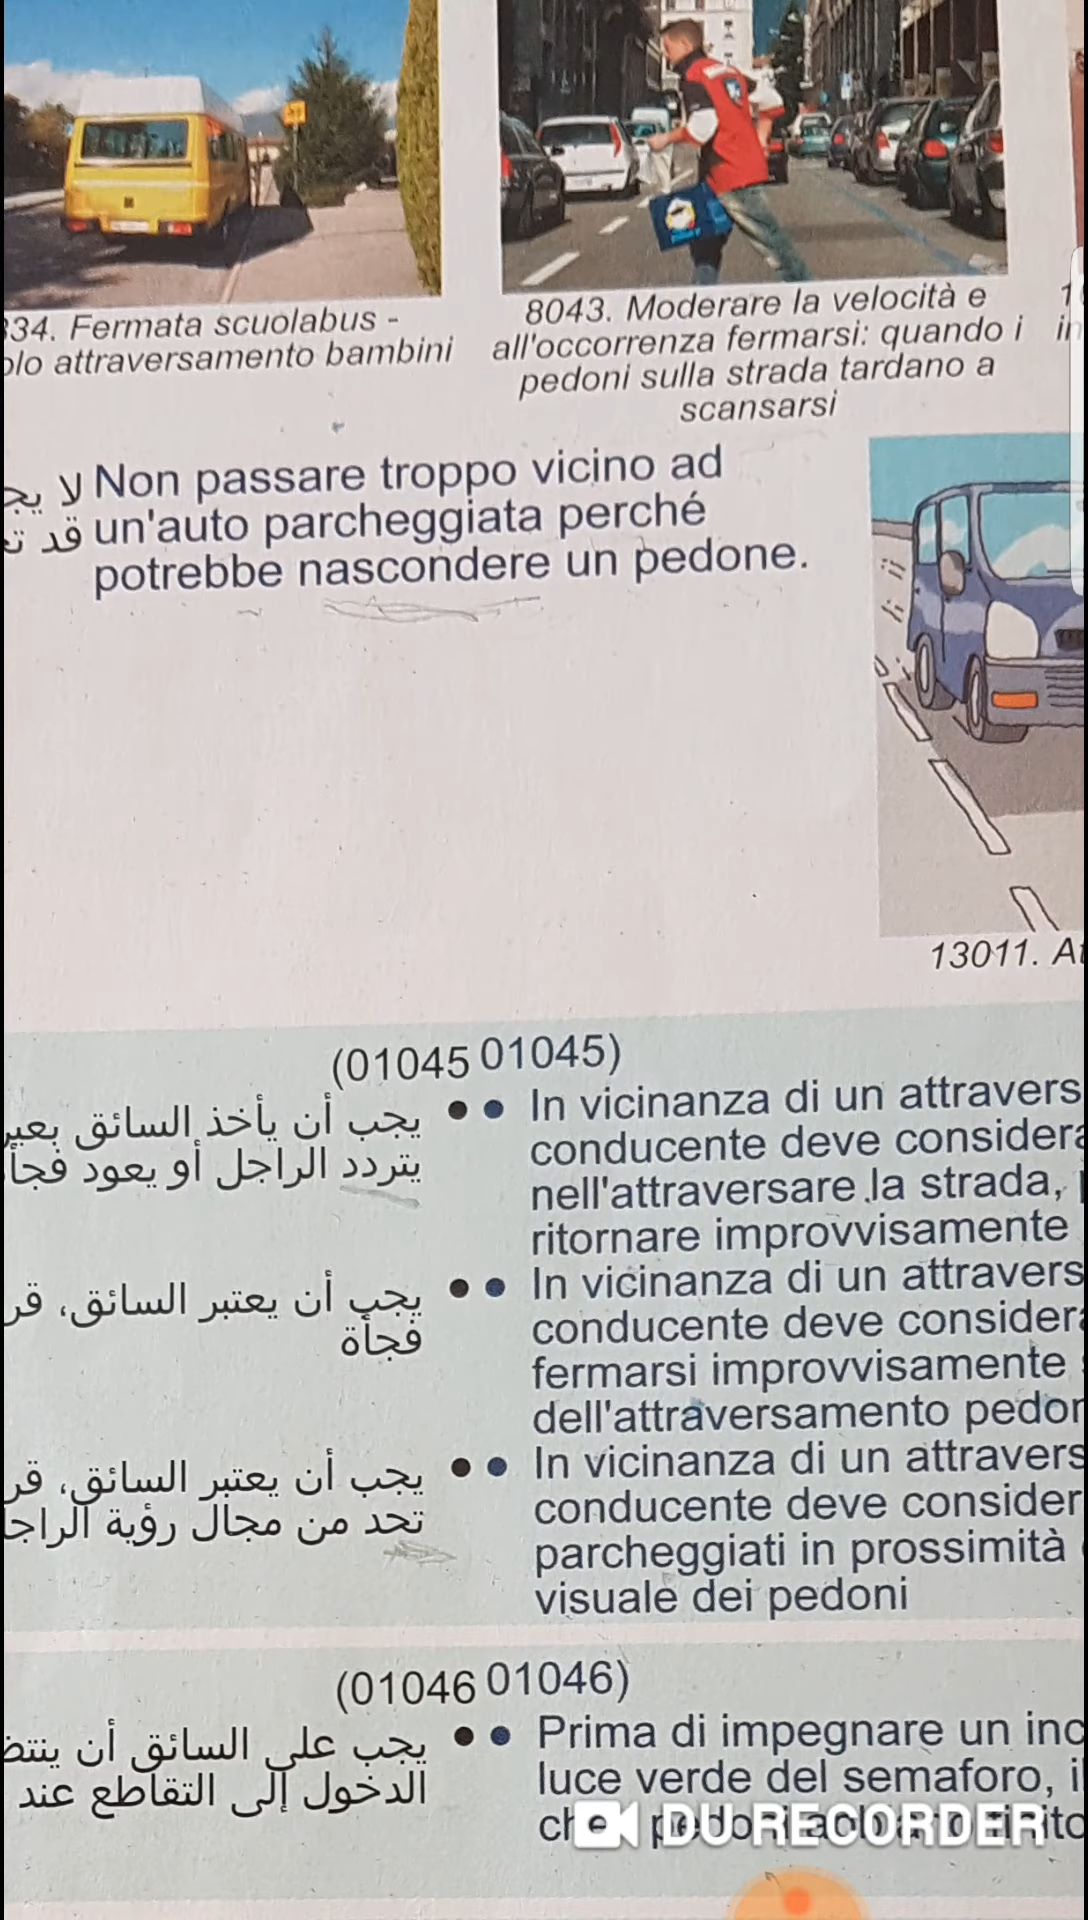 34. Fermata scuolabus -
olo attraversamento bambini
8043. Moderare la velocità e
all'occorrenza fermarsi: quando i
pedoni sulla strada tardano a
scansarsi
Non passare troppo vicino ad
un'auto parcheggiata perché
potrebbe nascondere un pedone.
لا يج
قد ت
13011. At
(01045 01045)
In vicinanza di un attravers
conducente deve considera
nell'attraversare la strada,
ritornare improvvisamente
يجب أن يأخذ السائق بعي
يتردد الراجل أو يعود فجأ
In vicinanza di un attravers
conducente deve considera
fermarsi improvvisamente
dell'attraversamento pedon
يجب أن يعتبر السائق، قر
فجأة
In vicinanza di un attravers
conducente deve consider
parcheggiati in prossimità
visuale dei pedoni
يجب أن يعتبر السائق، قر
تحد من مجال رؤية الراجل
(01046 01046)
Prima di impegnare un inc
luce verde del semaforo, i
يجب على السائق أن ينتظ
الدخول إلى التقاطع عند
DU RECORDER